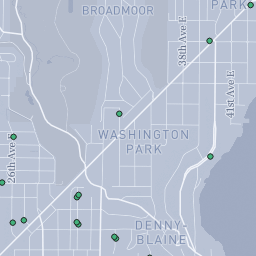 BROADMOOR
PARK
38th Ave E
41st Ave E
WASHINGTON
PARK
26th Ave E
DENNY-
BLAINE